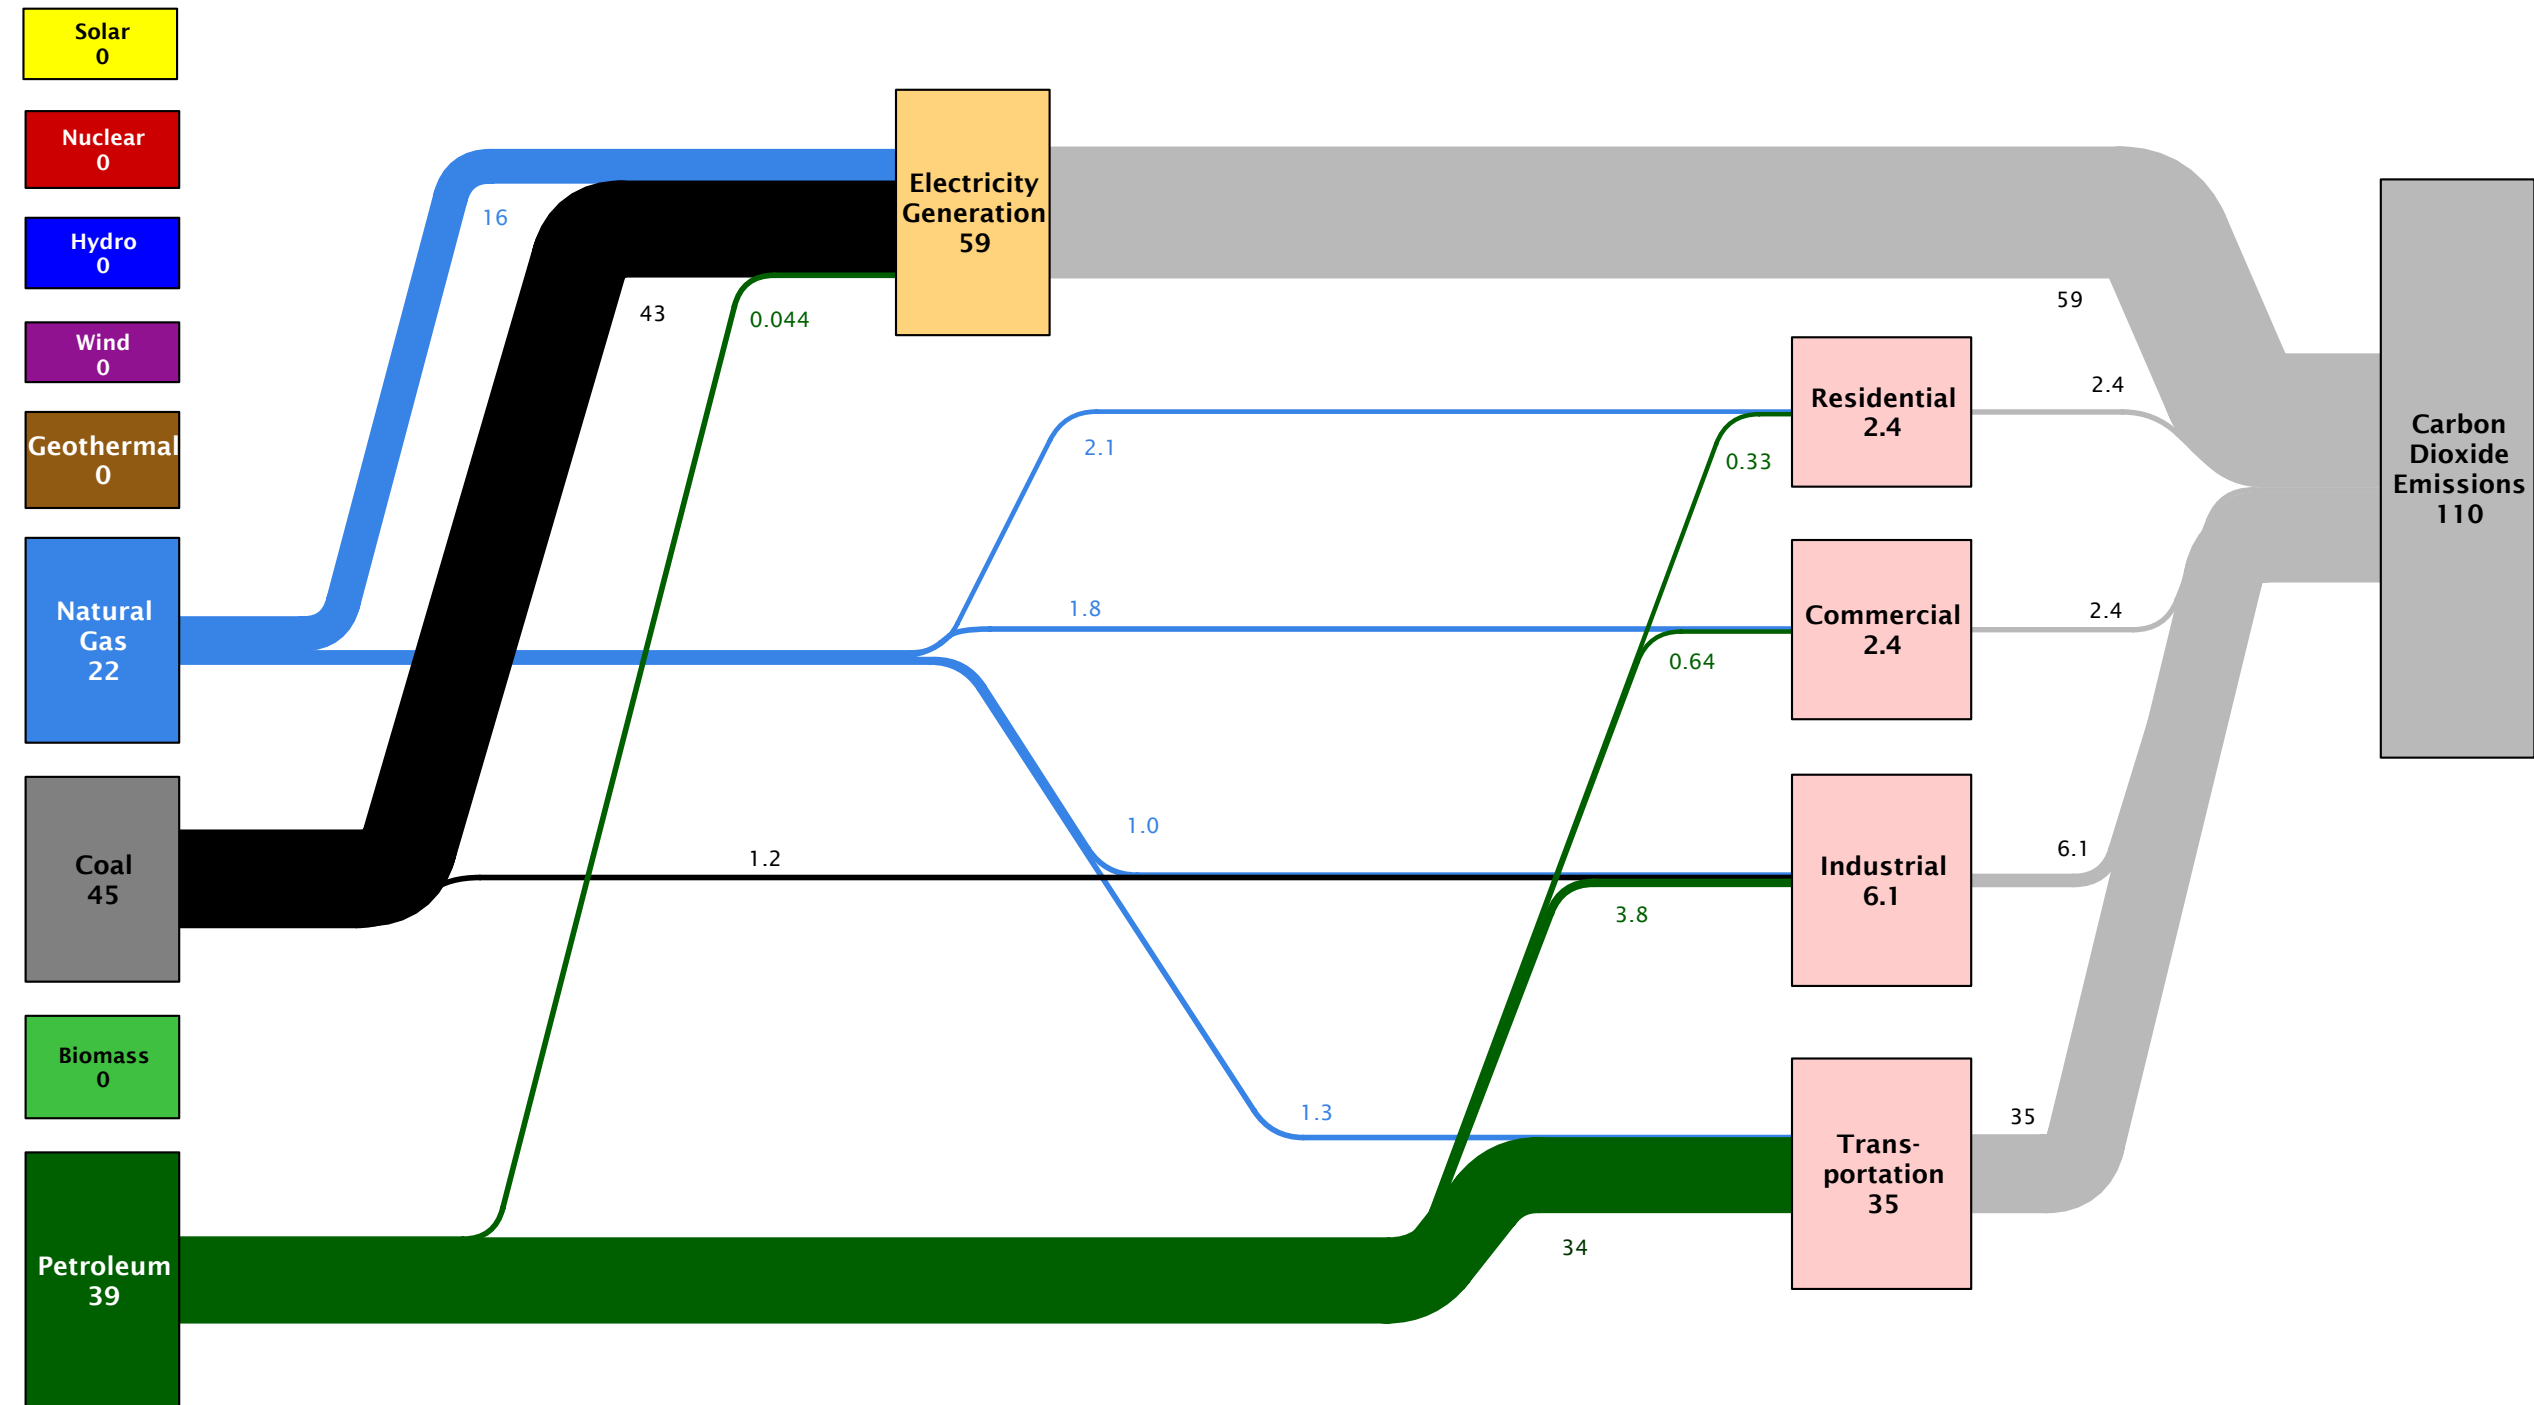 Solar
0
Nuclear
0
Hydro
0
Wind
0
Geothermal
0
Natural
Gas
22
Coal
45
Biomass
0
Petroleum
39
16
43
0.044
Electricity
Generation
59
2.1
1.8
1.0
1.2
1.3
0.33
0.64
3.8
34
Residential
2.4
Commercial
2.4
Industrial
6.1
Trans-
portation
35
59
2.4
2.4
6.1
35
Carbon
Dioxide
Emissions
110